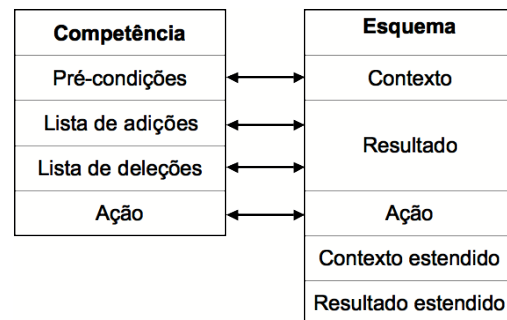 Competência
Pré-condições
Lista de adições
Lista de deleções
Ação
Esquema
Contexto
Resultado
Ação
Contexto estendido
Resultado estendido